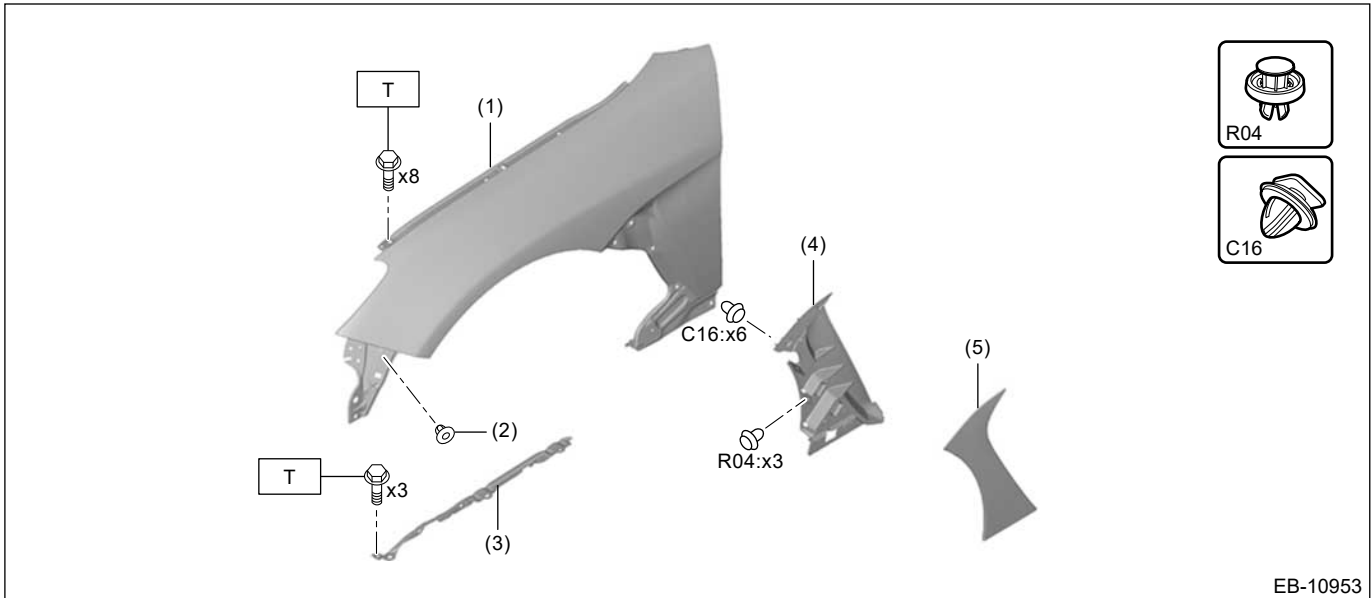 T
(1)
x8
R04
C16
(4)
C16:x6
(5)
(2)
R04:x3
T
x3
(3)
EB-10953